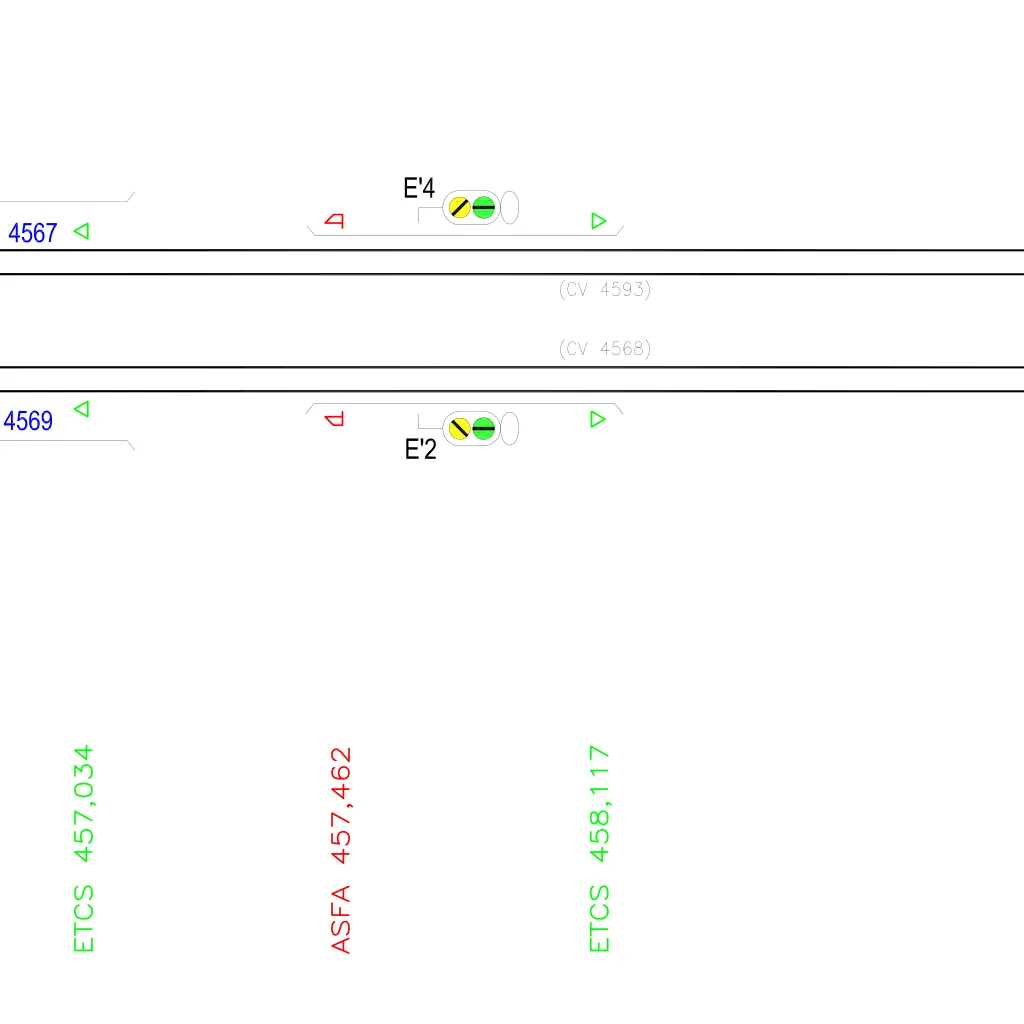 E'4
4567
(CV 4593)
(CV 4568)
4569
E'2
ETCS 457,034
ASFA 457,462
ETCS 458,117